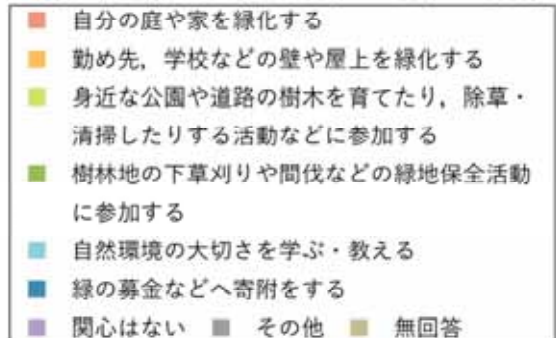 自分の庭や家を緑化する
勤め先，学校などの壁や屋上を緑化する
身近な公園や道路の樹木を育てたり，除草・
清掃したりする活動などに参加する
樹林地の下草刈りや間伐などの緑地保全活動
に参加する
自然環境の大切さを学ぶ・教える
緑の募金などへ寄附をする
関心はない その他 無回答